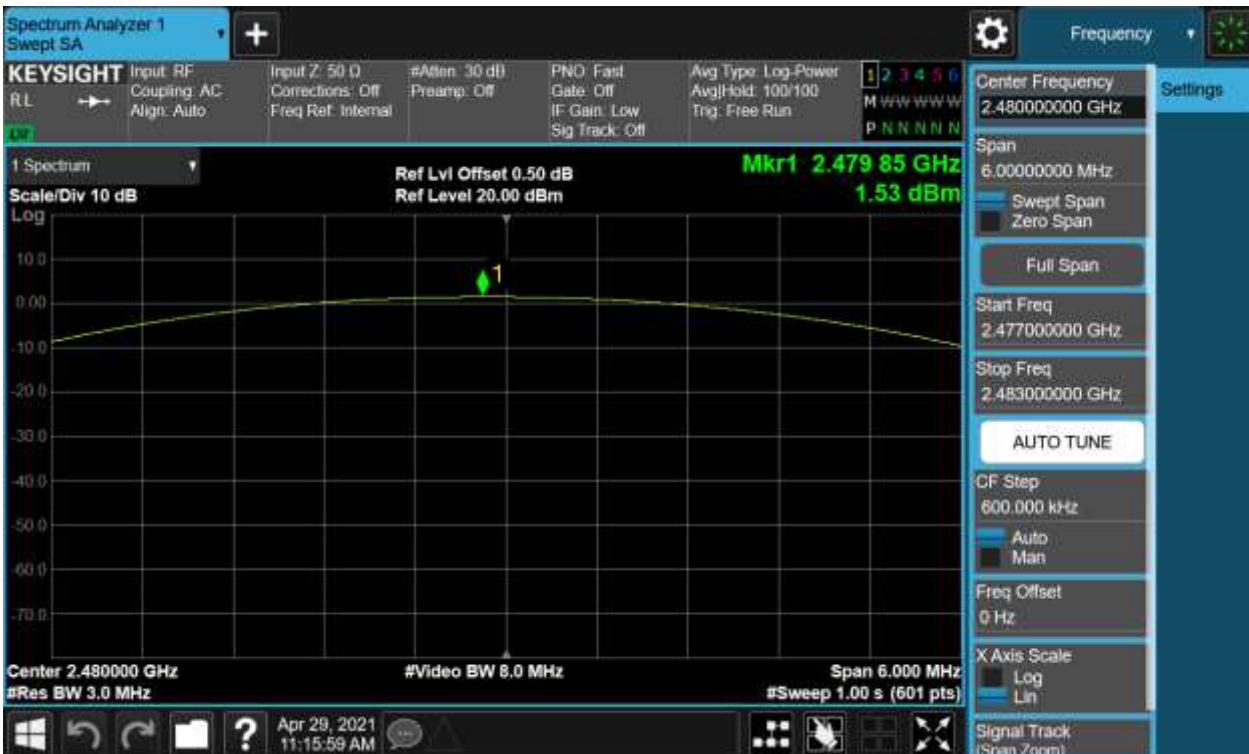 Spectrum Analyzer 1
Swept SA
+
Frequency
KEYSIGHT
RL
Input: RF
Coupling: AC
Align: Auto
Input Z: 50 Ω
Corrections: Off
Freq Ref: Internal
#Atten: 30 dB
Preamp: Off
PNO: Fast
Gate: Off
IF Gain: Low
Sig Track: Off
Avg Type: Log-Power
Avg|Hold: 100/100
Trig: Free Run
1 2 3 4 5 6
M W W W W W
P N N N N N
1 Spectrum
Scale/Div 10 dB
Ref Lvl Offset 0.50 dB
Ref Level 20.00 dBm
Mkr1 2.479 85 GHz
1.53 dBm
Log
10.0
0.00
-10.0
-20.0
-30.0
-40.0
-50.0
-60.0
-70.0
1
Center 2.480000 GHz
#Res BW 3.0 MHz
#Video BW 8.0 MHz
Span 6.000 MHz
#Sweep 1.00 s (601 pts)
?
Apr 29, 2021
11:15:59 AM
Center Frequency
2.480000000 GHz
Span
6.00000000 MHz
Swept Span
Zero Span
Full Span
Start Freq
2.477000000 GHz
Stop Freq
2.483000000 GHz
AUTO TUNE
CF Step
600.000 kHz
Auto
Man
Freq Offset
0 Hz
X Axis Scale
Log
Lin
Signal Track
(Span Zoom)
Settings